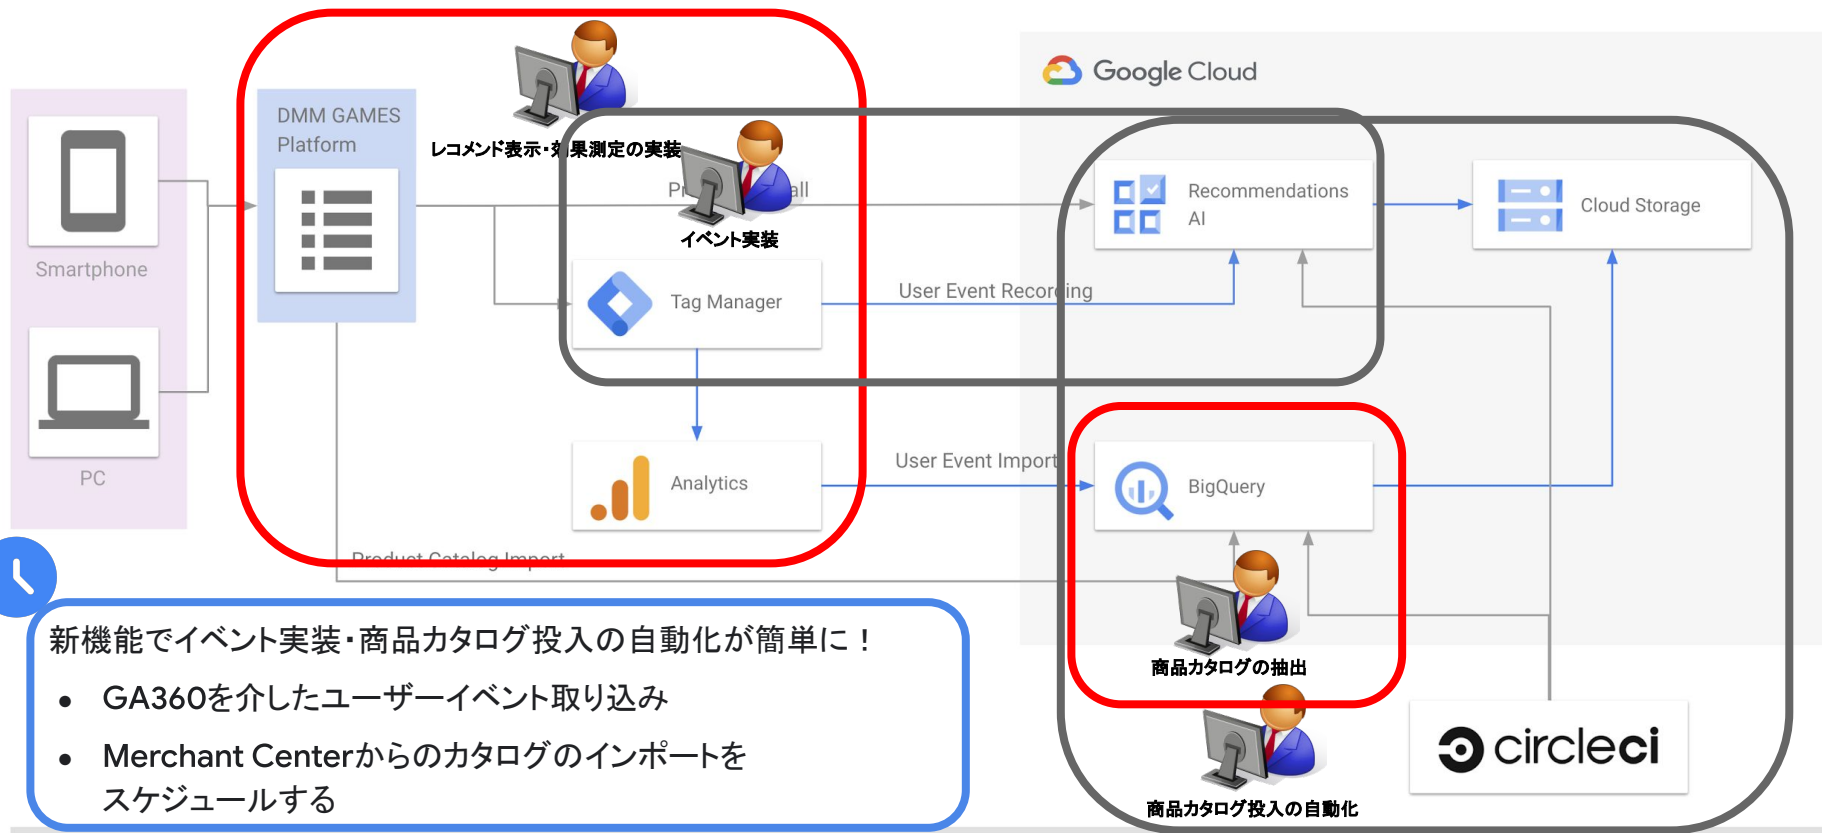 Google Cloud
DMM GAMES
Platform
レコメンド表示・効果測定の実装
イベント実装
Recommendations
AI
Cloud Storage
Smartphone
Tag Manager
User Event Recording
PC
Analytics
User Event Import
BigQuery
Product Catalog Import
商品カタログの抽出
circleci
商品カタログ投入の自動化
新機能でイベント実装・商品カタログ投入の自動化が簡単に！
● GA360を介したユーザーイベント取り込み
● Merchant Centerからのカタログのインポートを
スケジュールする